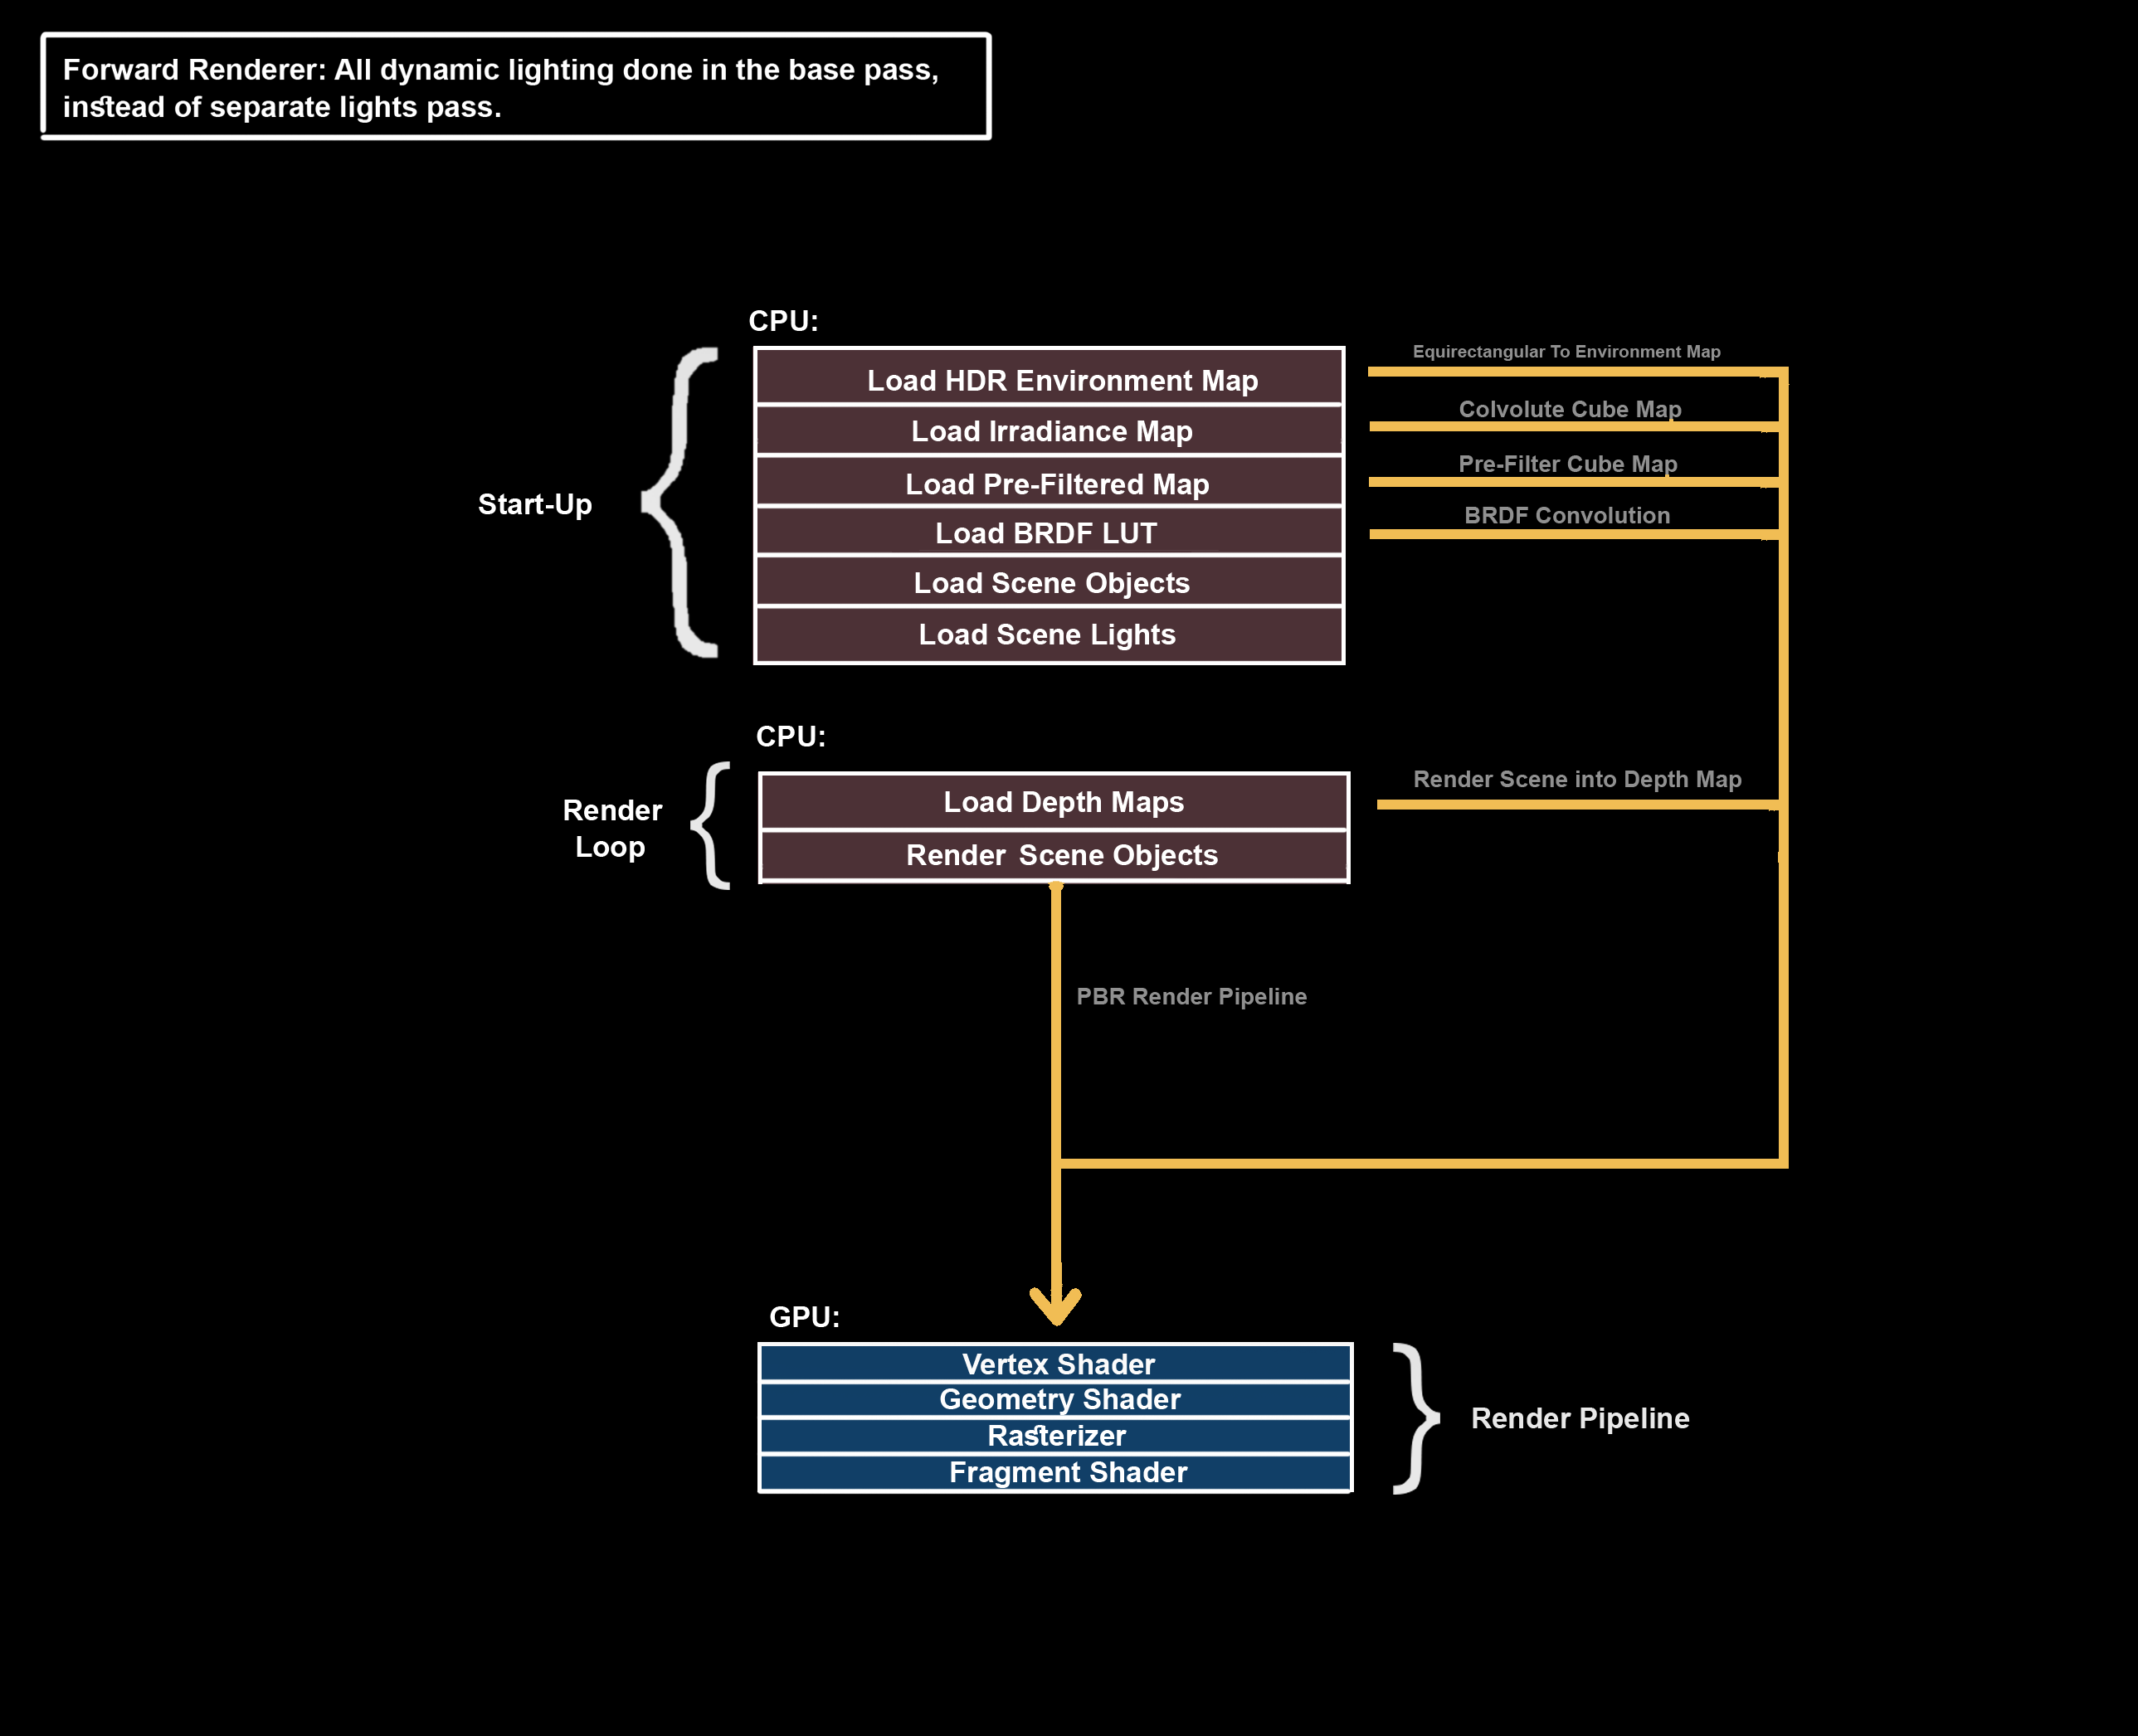 Forward Renderer: All dynamic lighting done in the base pass,
instead of separate lights pass.
CPU:
Start-Up
Load HDR Environment Map
Load Irradiance Map
Load Pre-Filtered Map
Load BRDF LUT
Load Scene Objects
Load Scene Lights
Equirectangular To Environment Map
Colvolute Cube Map
Pre-Filter Cube Map
BRDF Convolution
CPU:
Render
Loop
Load Depth Maps
Render Scene Objects
Render Scene into Depth Map
PBR Render Pipeline
GPU:
Vertex Shader
Geometry Shader
Rasterizer
Fragment Shader
Render Pipeline